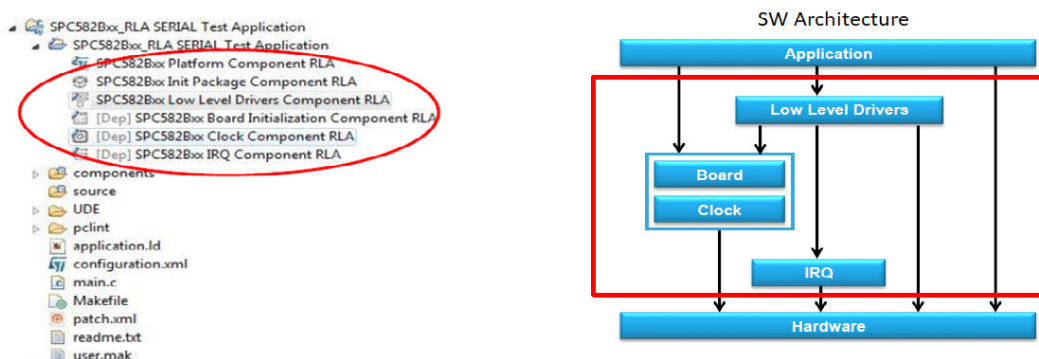 SPC582Bxx_RLA SERIAL Test Application
SPC582Bxx_RLA SERIAL Test Application
SPC582Bxx Platform Component RLA
SPC582Bxx Init Package Component RLA
SPC582Bxx Low Level Drivers Component RLA
[Dep] SPC582Bxx Board Initialization Component RLA
[Dep] SPC582Bxx Clock Component RLA
[Dep] SPC582Bxx IRQ Component RLA
components
source
UDE
pclint
application.ld
configuration.xml
main.c
Makefile
patch.xml
readme.txt
user.mak
SW Architecture
Application
Low Level Drivers
Board
Clock
IRQ
Hardware